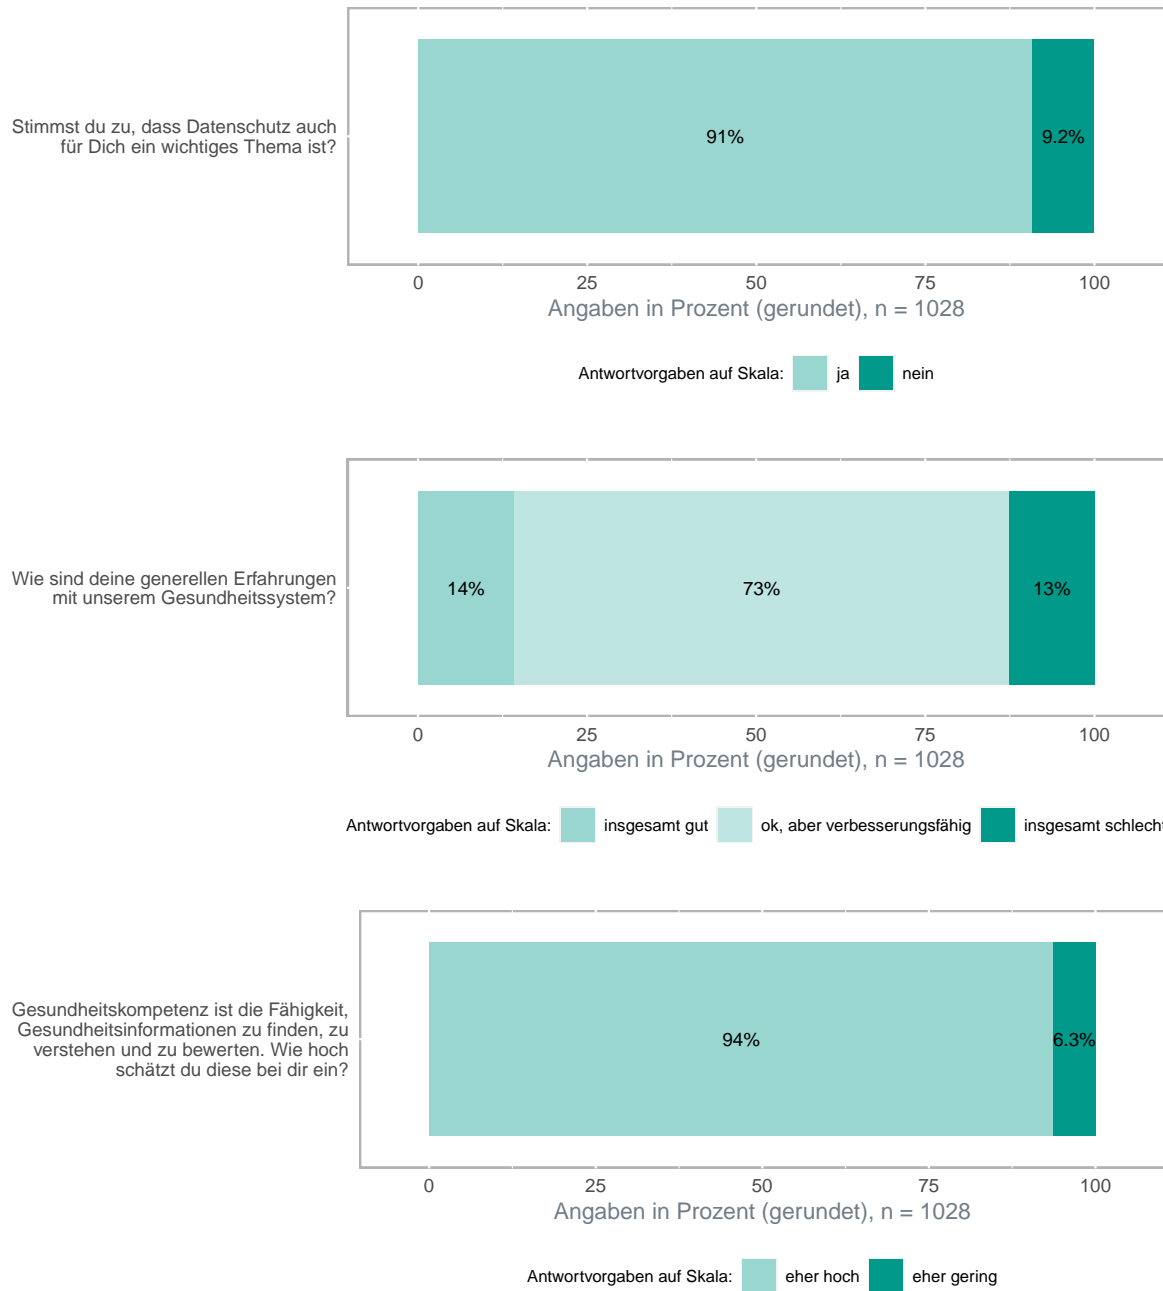 Stimmst du zu, dass Datenschutz auch
für Dich ein wichtiges Thema ist?
91%
9.2%
0
25
50
75
100
Angaben in Prozent (gerundet), n = 1028
Antwortvorgaben auf Skala:
ja
nein
Wie sind deine generellen Erfahrungen
mit unserem Gesundheitssystem?
14%
73%
13%
0
25
50
75
100
Angaben in Prozent (gerundet), n = 1028
Antwortvorgaben auf Skala:
insgesamt gut
ok, aber verbesserungsfähig
insgesamt schlecht
Gesundheitskompetenz ist die Fähigkeit,
Gesundheitsinformationen zu finden, zu
verstehen und zu bewerten. Wie hoch
schätzt du diese bei dir ein?
94%
6.3%
0
25
50
75
100
Angaben in Prozent (gerundet), n = 1028
Antwortvorgaben auf Skala:
eher hoch
eher gering